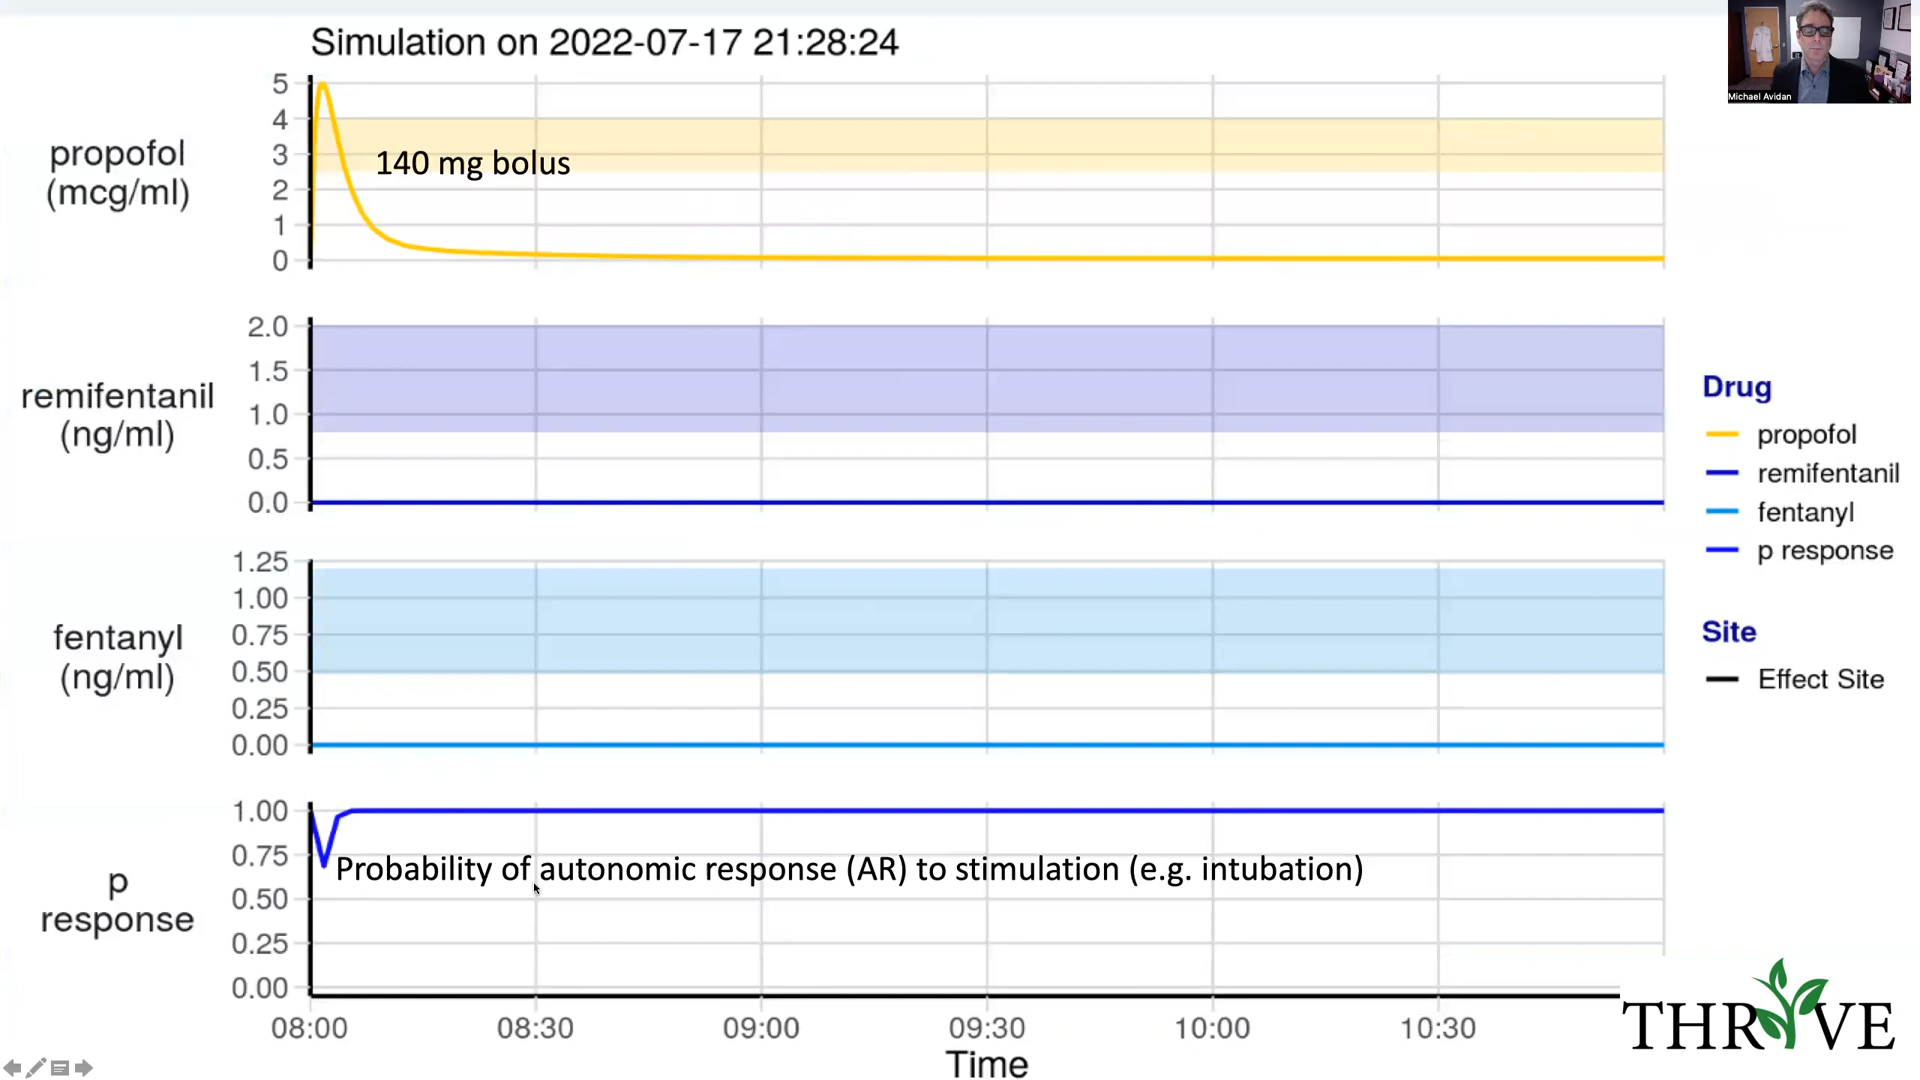 Simulation on 2022-07-17 21:28:24
Michael Avidan
propofol
(mcg/ml)
5
4
3
2
1
0
140 mg bolus
remifentanil
(ng/ml)
2.0
1.5
1.0
0.5
0.0
fentanyl
(ng/ml)
1.25
1.00
0.75
0.50
0.25
0.00
p
response
1.00
0.75
0.50
0.25
0.00
Probability of autonomic response (AR) to stimulation (e.g. intubation)
08:00 08:30 09:00 09:30 10:00 10:30
Time
Drug
propofol
remifentanil
fentanyl
p response
Site
Effect Site
THRIVE